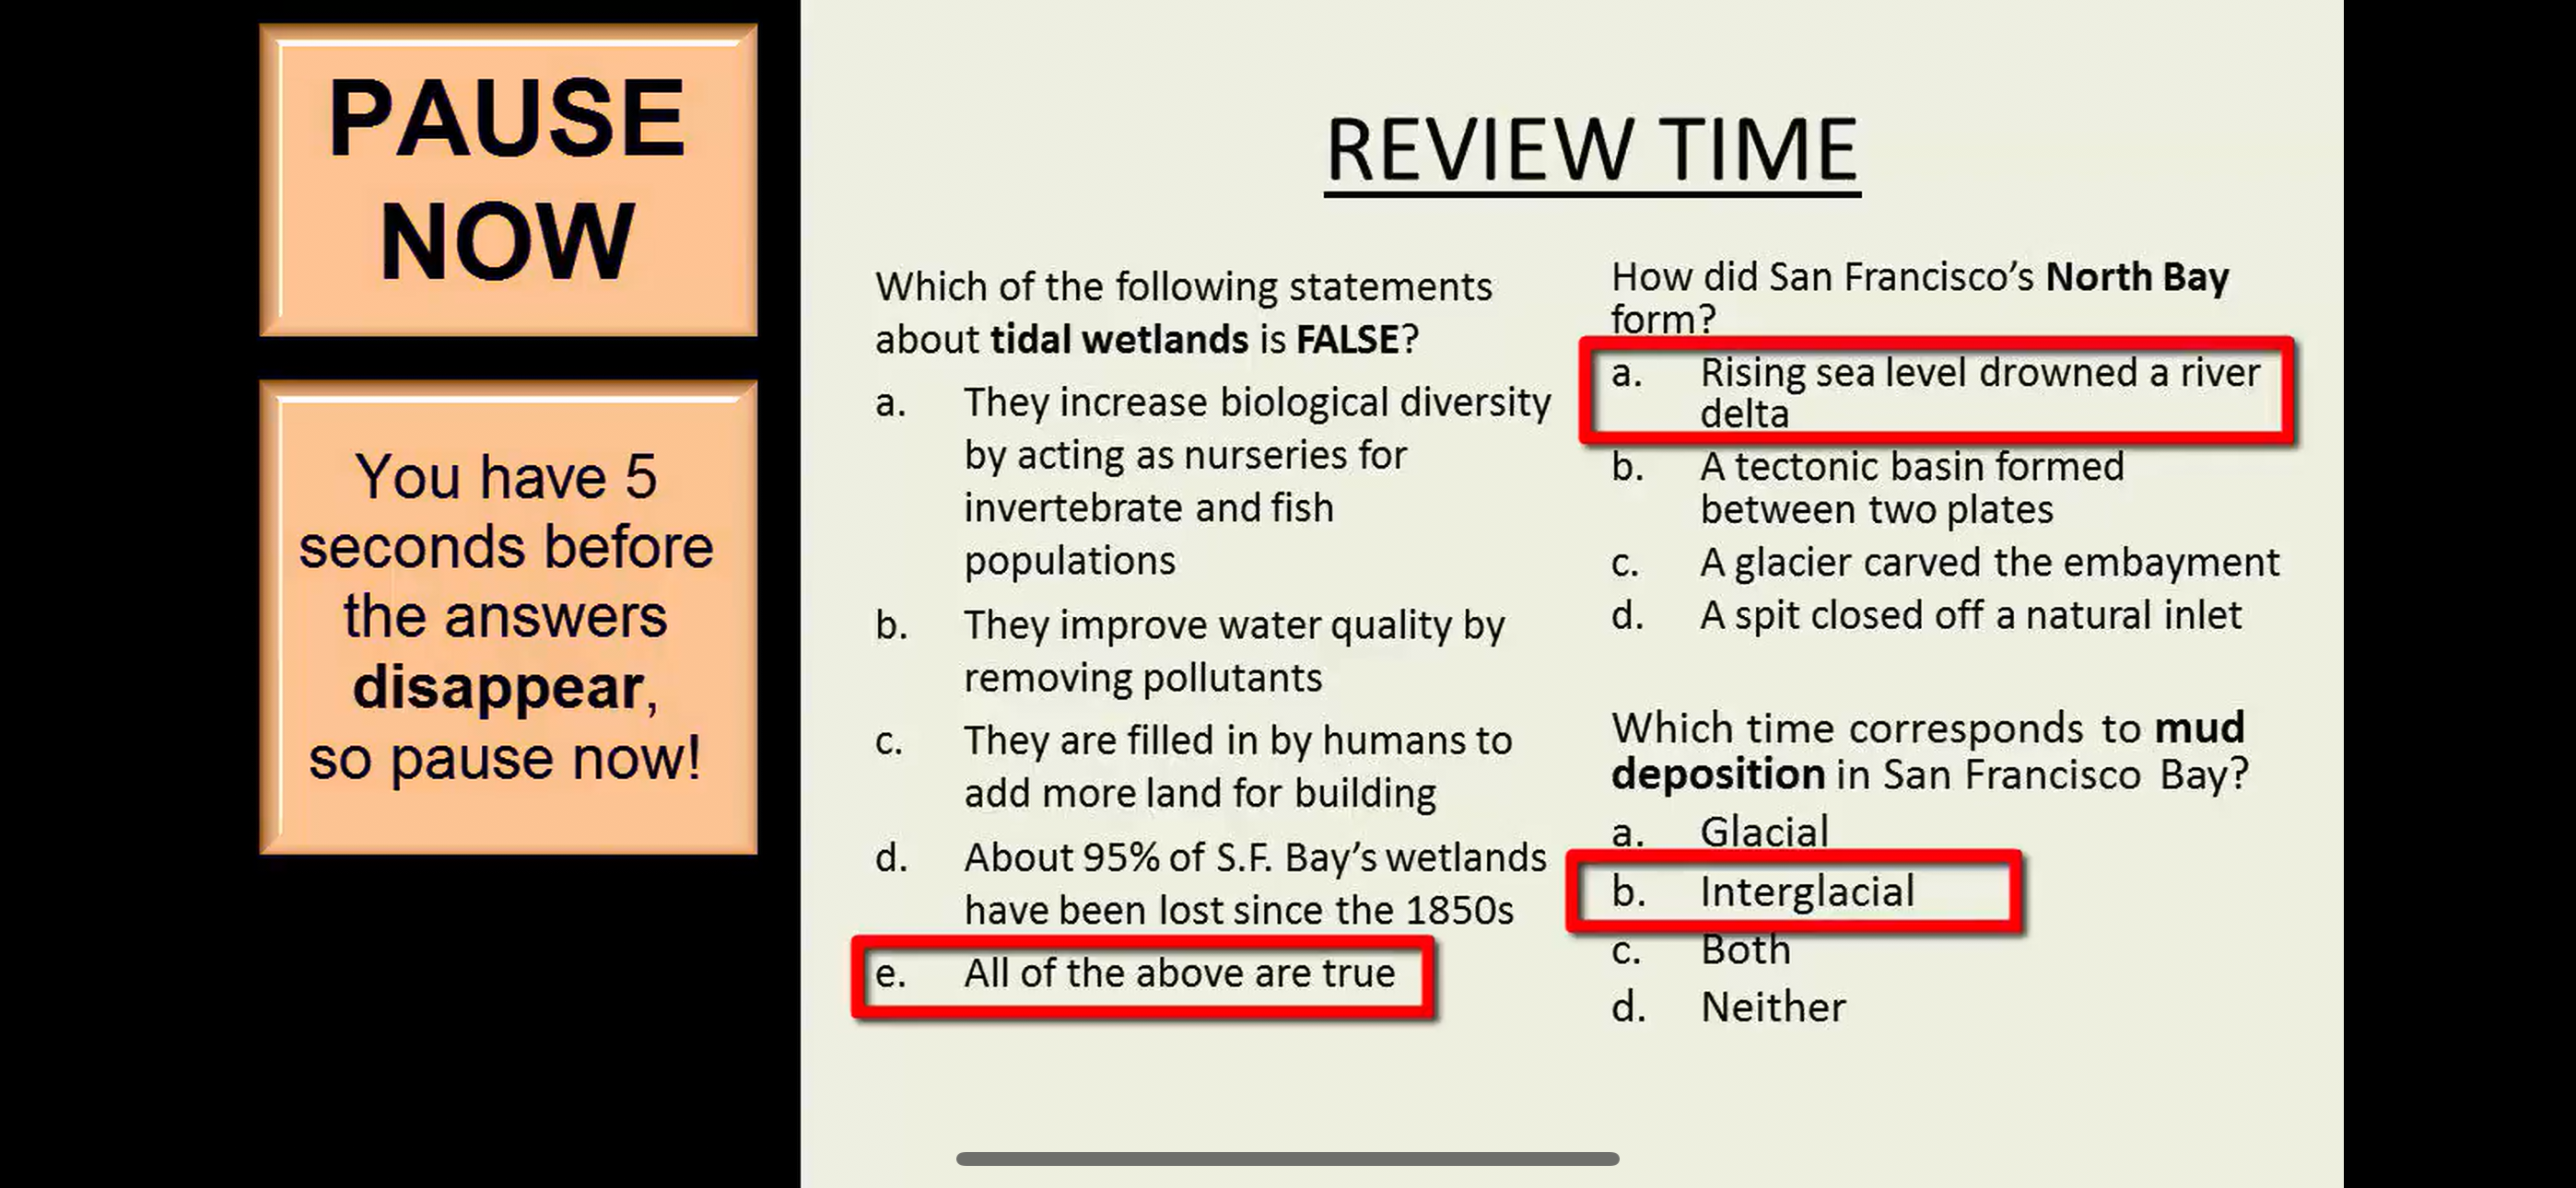 PAUSE
NOW
You have 5
seconds before
the answers
disappear,
so pause now!
REVIEW TIME
Which of the following statements
about tidal wetlands is FALSE?
a. They increase biological diversity
by acting as nurseries for
invertebrate and fish
populations
b. They improve water quality by
removing pollutants
c. They are filled in by humans to
add more land for building
d. About 95% of S.F. Bay’s wetlands
have been lost since the 1850s
e. All of the above are true
How did San Francisco’s North Bay
form?
a. Rising sea level drowned a river
delta
b. A tectonic basin formed
between two plates
c. A glacier carved the embayment
d. A spit closed off a natural inlet
Which time corresponds to mud
deposition in San Francisco Bay?
a. Glacial
b. Interglacial
c. Both
d. Neither